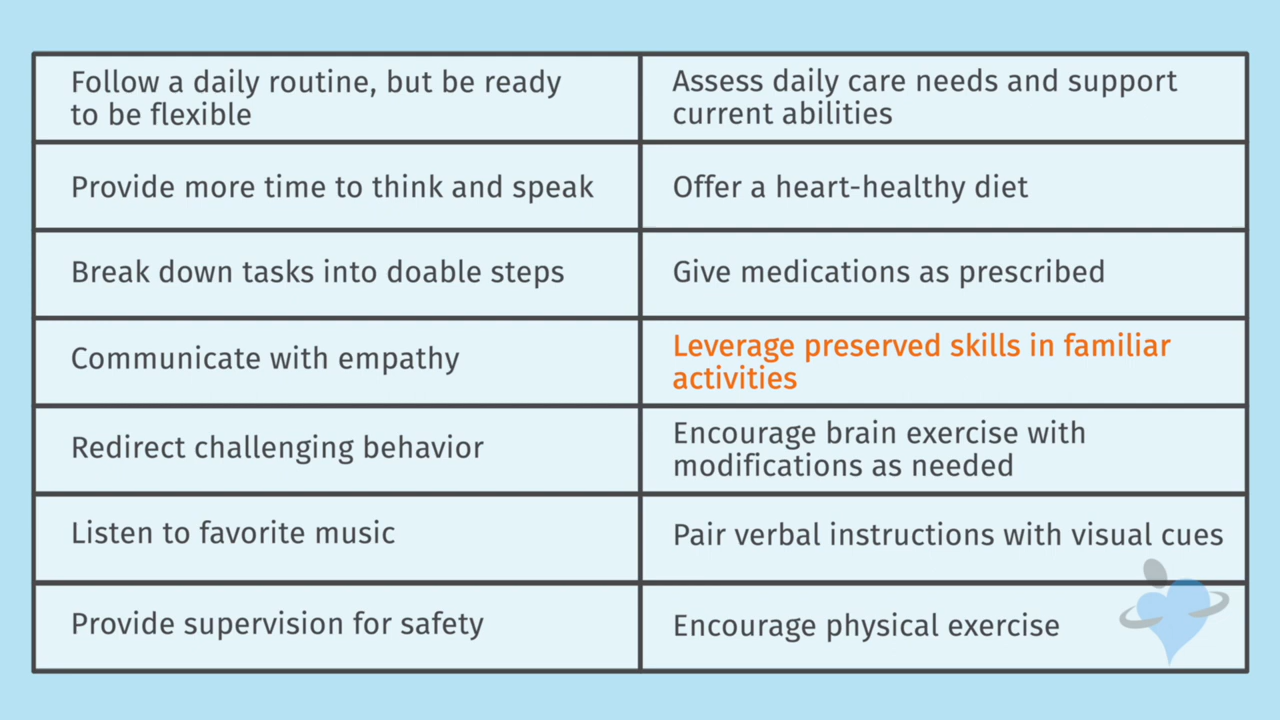 Follow a daily routine, but be ready
to be flexible
Assess daily care needs and support
current abilities
Provide more time to think and speak
Offer a heart-healthy diet
Break down tasks into doable steps
Give medications as prescribed
Communicate with empathy
Leverage preserved skills in familiar
activities
Redirect challenging behavior
Encourage brain exercise with
modifications as needed
Listen to favorite music
Pair verbal instructions with visual cues
Provide supervision for safety
Encourage physical exercise